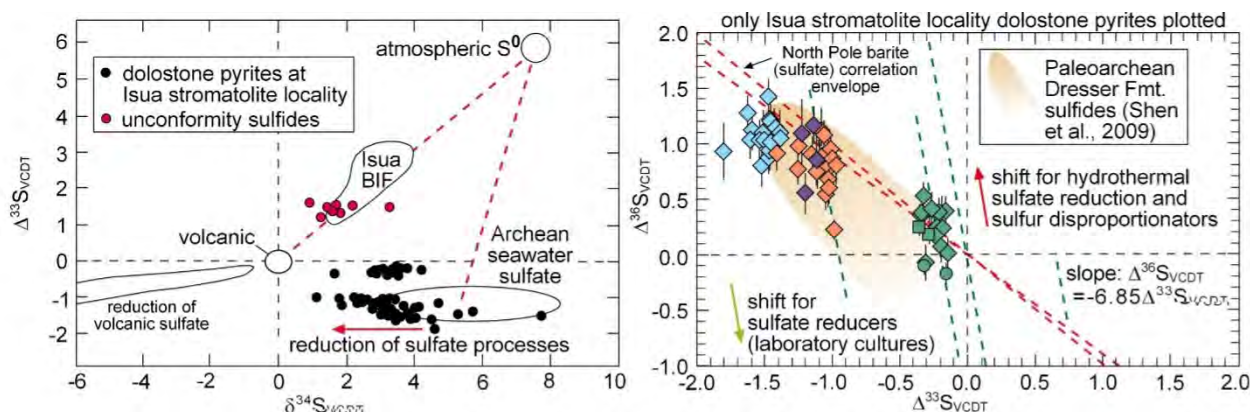 Δ³³S_VCDT
6
5
4
3
2
1
0
-1
-2
atmospheric S⁰
dolostone pyrites at
Isua stromatolite locality
unconformity sulfides
Isua
BIF
volcanic
Archean
seawater
sulfate
reduction of
volcanic sulfate
reduction of sulfate processes
-6 -4 -2 0 2 4 6 8
δ³⁴S
only Isua stromatolite locality dolostone pyrites plotted
Δ³⁶S_VCDT
2.0
1.5
1.0
0.5
0.0
-0.5
-1.0
North Pole barite
(sulfate) correlation
envelope
Paleoarchean
Dresser Fmt.
sulfides (Shen
et al., 2009)
shift for hydrothermal
sulfate reduction and
sulfur disproportionators
slope: Δ³⁶S_VCDT
=-6.85Δ³³S
shift for
sulfate reducers
(laboratory cultures)
-2.0 -1.5 -1.0 -0.5 0.0 0.5 1.0 1.5 2.0
Δ³³S_VCDT